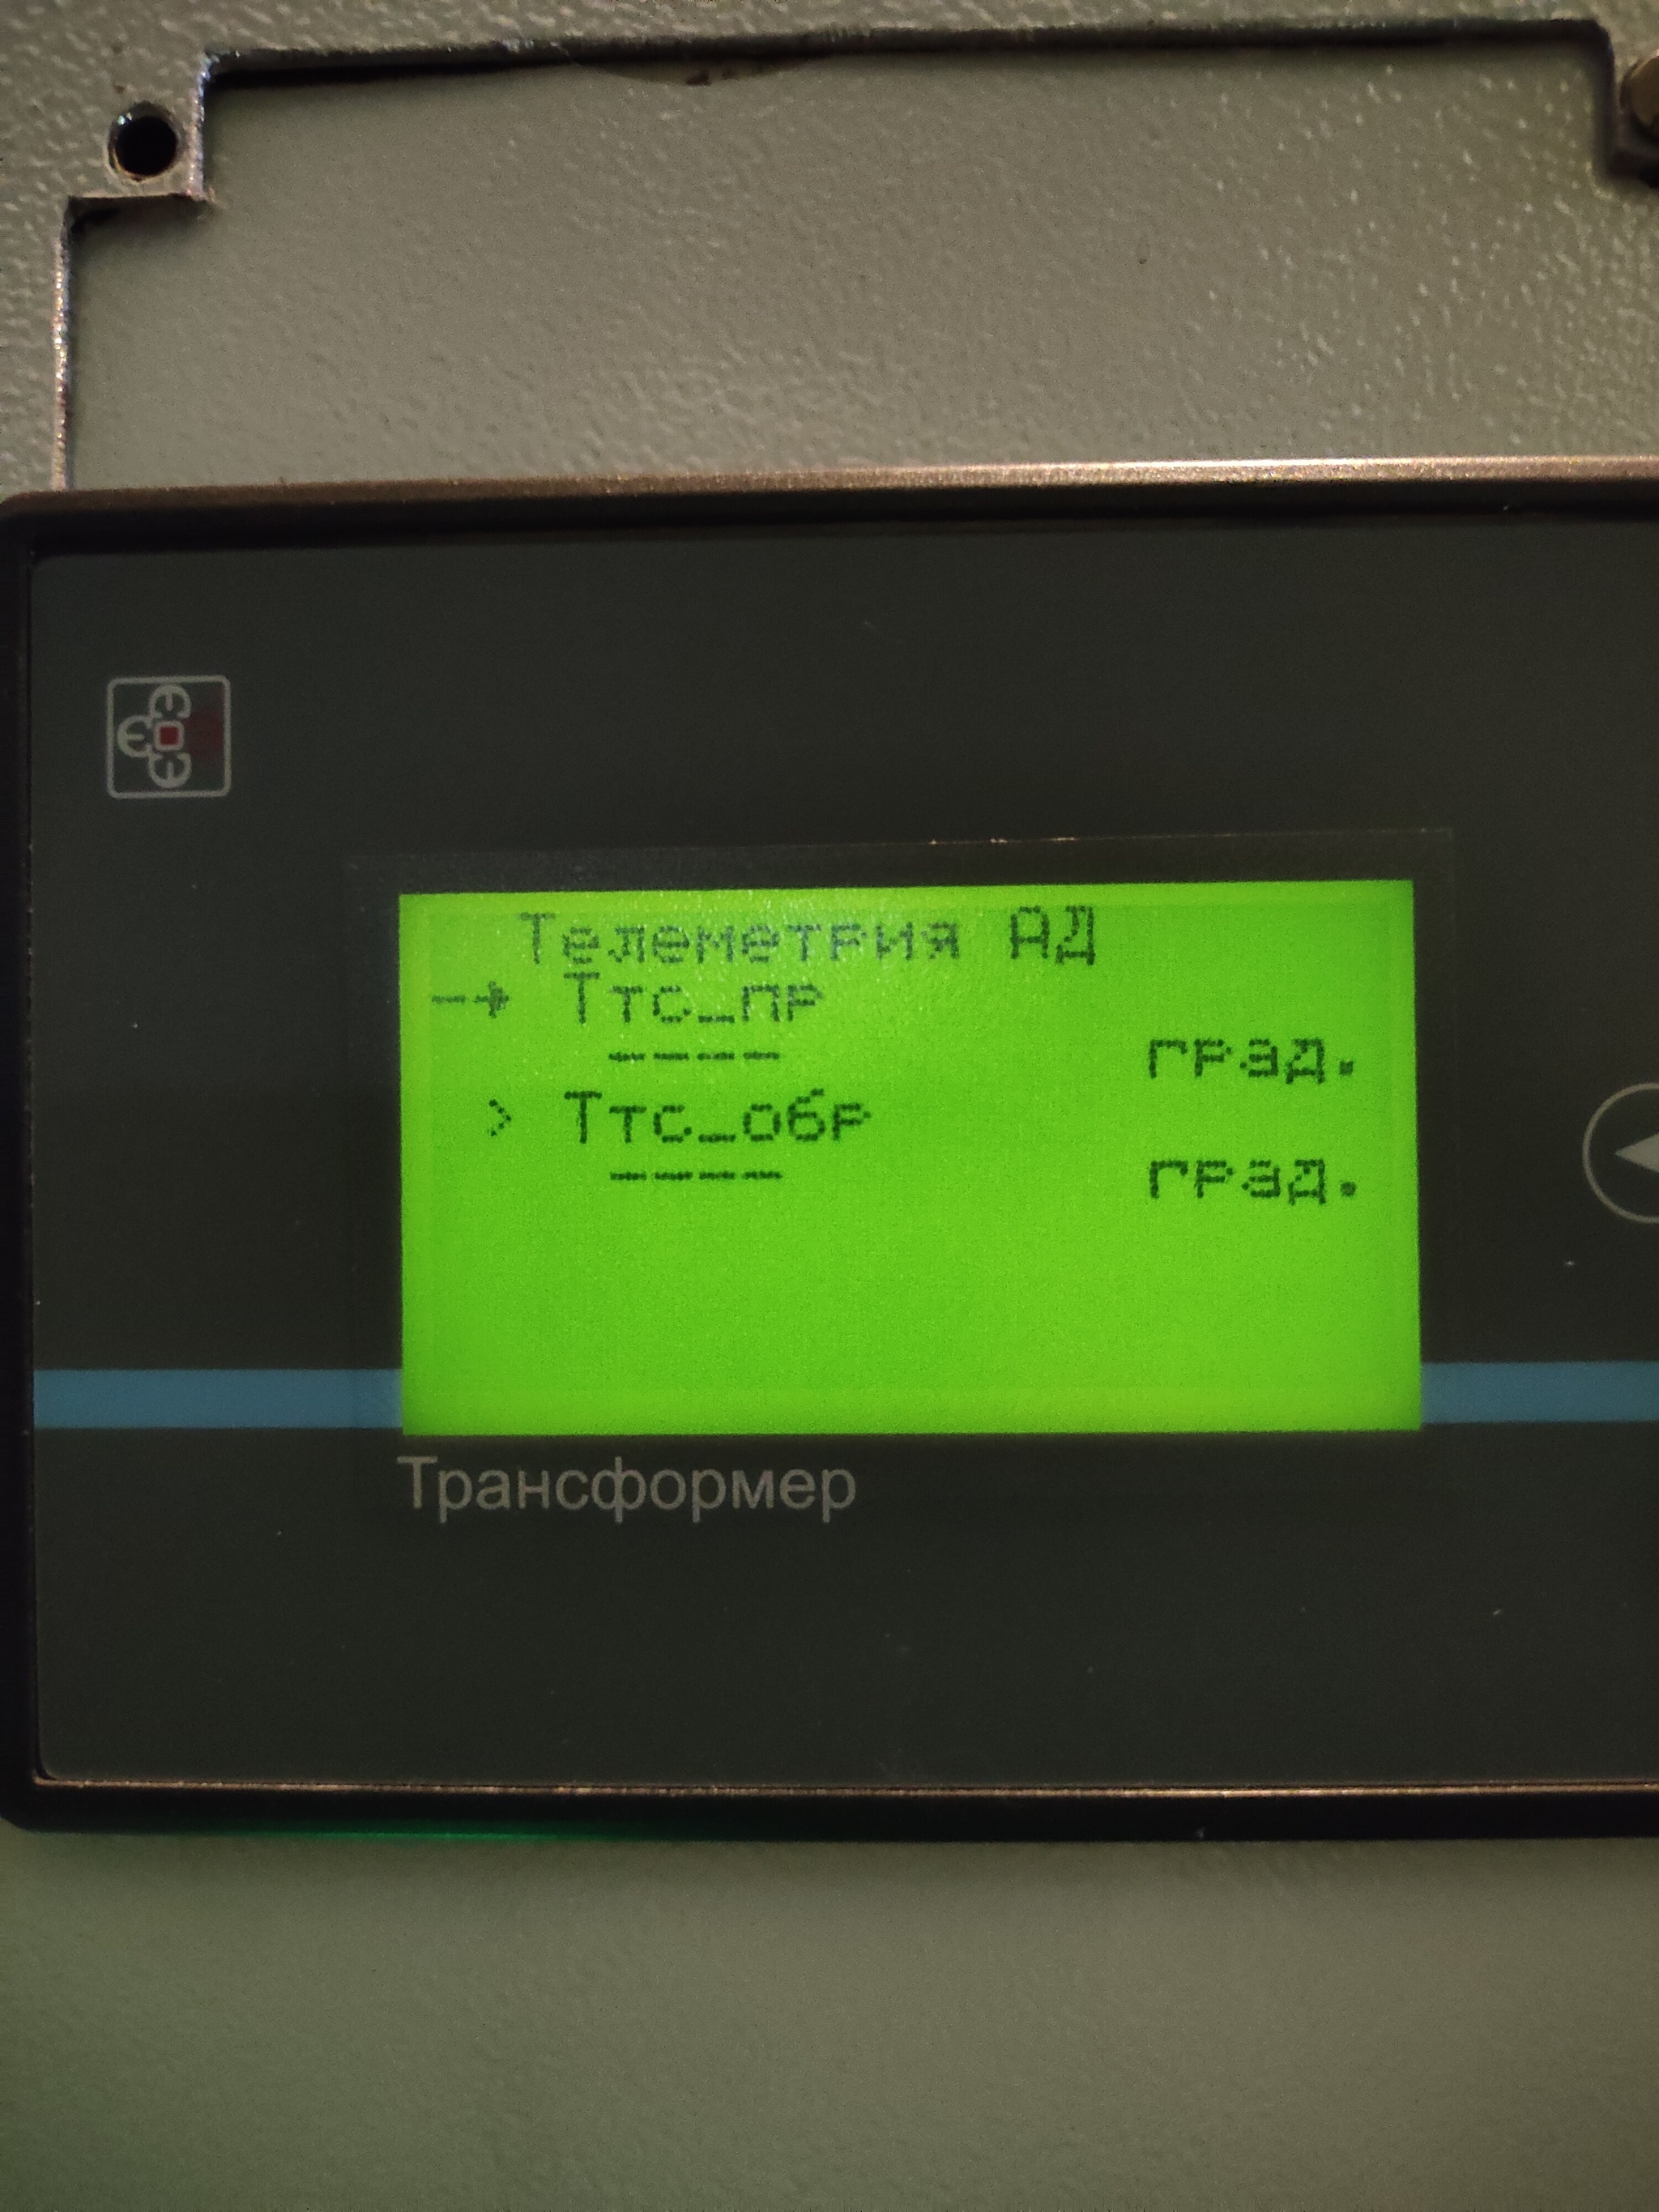 Телеметрия АД
→ Ттс_пр
---- град.
> Ттс_обр
---- град.
Трансформер